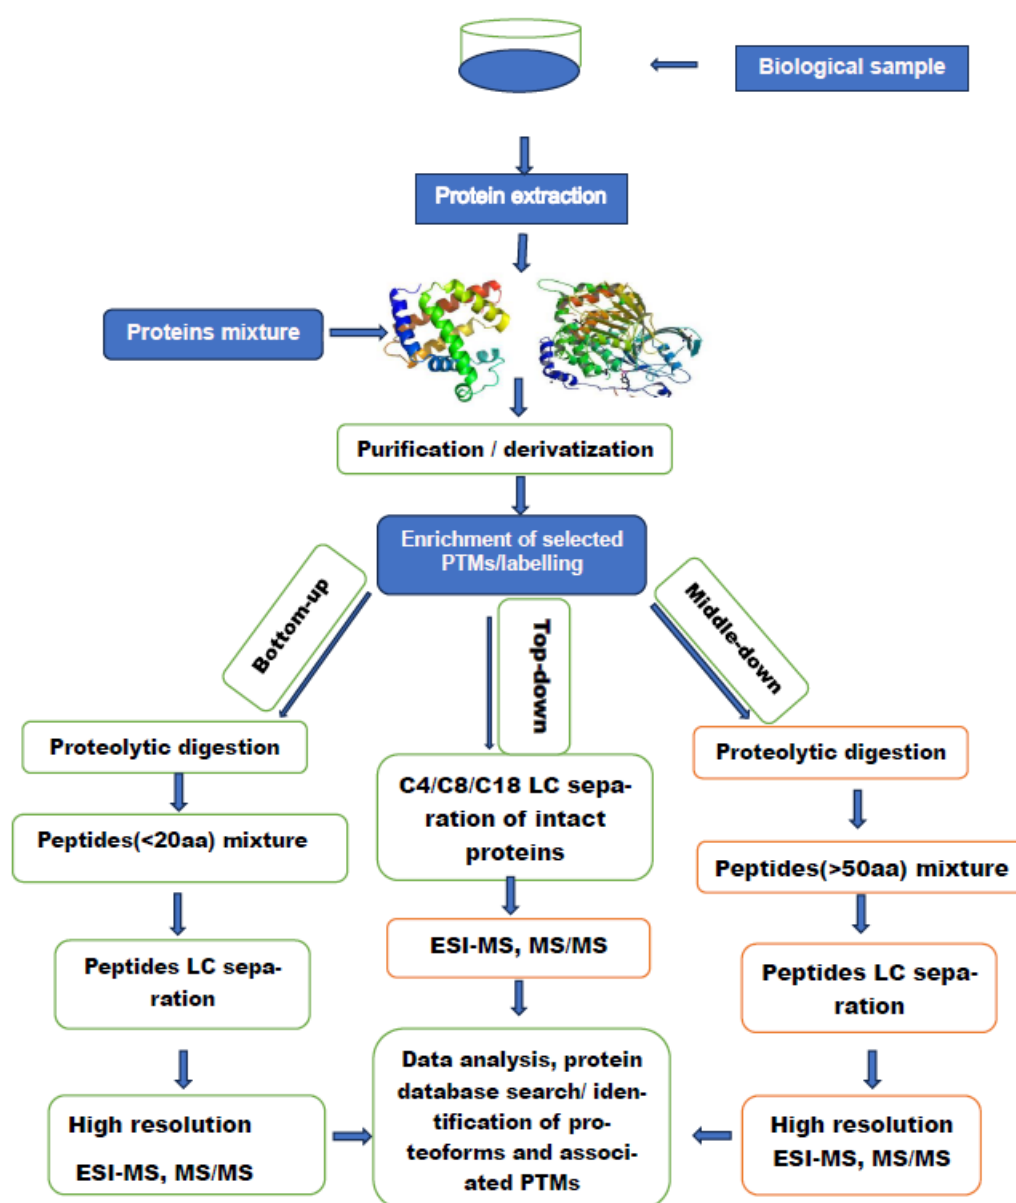 Biological sample
Protein extraction
Proteins mixture
Purification / derivatization
Enrichment of selected
PTMs/labelling
Bottom-up
Top-down
Middle-down
Proteolytic digestion
Peptides(<20aa) mixture
Peptides LC sepa-
ration
High resolution
ESI-MS, MS/MS
C4/C8/C18 LC sepa-
ration of intact
proteins
ESI-MS, MS/MS
Data analysis, protein
database search/ iden-
tification of pro-
teoforms and associ-
ated PTMs
Proteolytic digestion
Peptides(>50aa) mixture
Peptides LC sepa-
ration
High resolution
ESI-MS, MS/MS